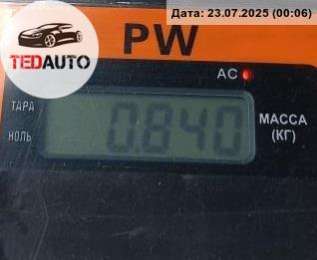 Дата: 23.07.2025 (00:06)
TEDAUTO
PW
AC
ТАРА
НОЛЬ
0.840
МАССА
(КГ)